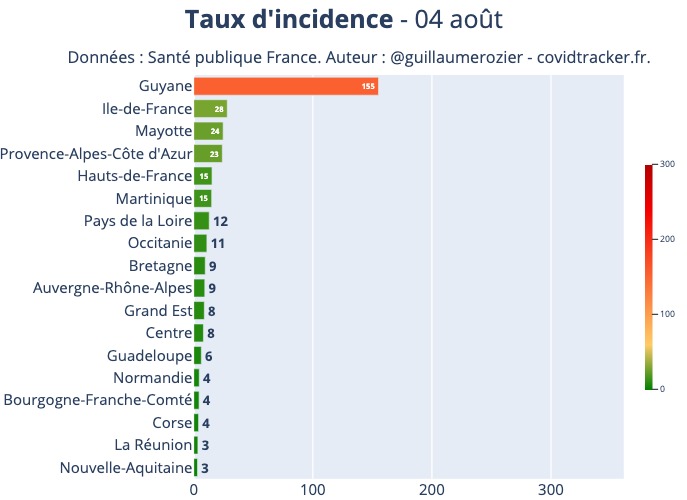 Taux d'incidence - 04 août
Données : Santé publique France. Auteur : @guillaumerozier - covidtracker.fr.
Guyane 155
Ile-de-France 28
Mayotte 24
Provence-Alpes-Côte d'Azur 23
Hauts-de-France 15
Martinique 15
Pays de la Loire 12
Occitanie 11
Bretagne 9
Auvergne-Rhône-Alpes 9
Grand Est 8
Centre 8
Guadeloupe 6
Normandie 4
Bourgogne-Franche-Comté 4
Corse 4
La Réunion 3
Nouvelle-Aquitaine 3
0 100 200 300
300
200
100
0